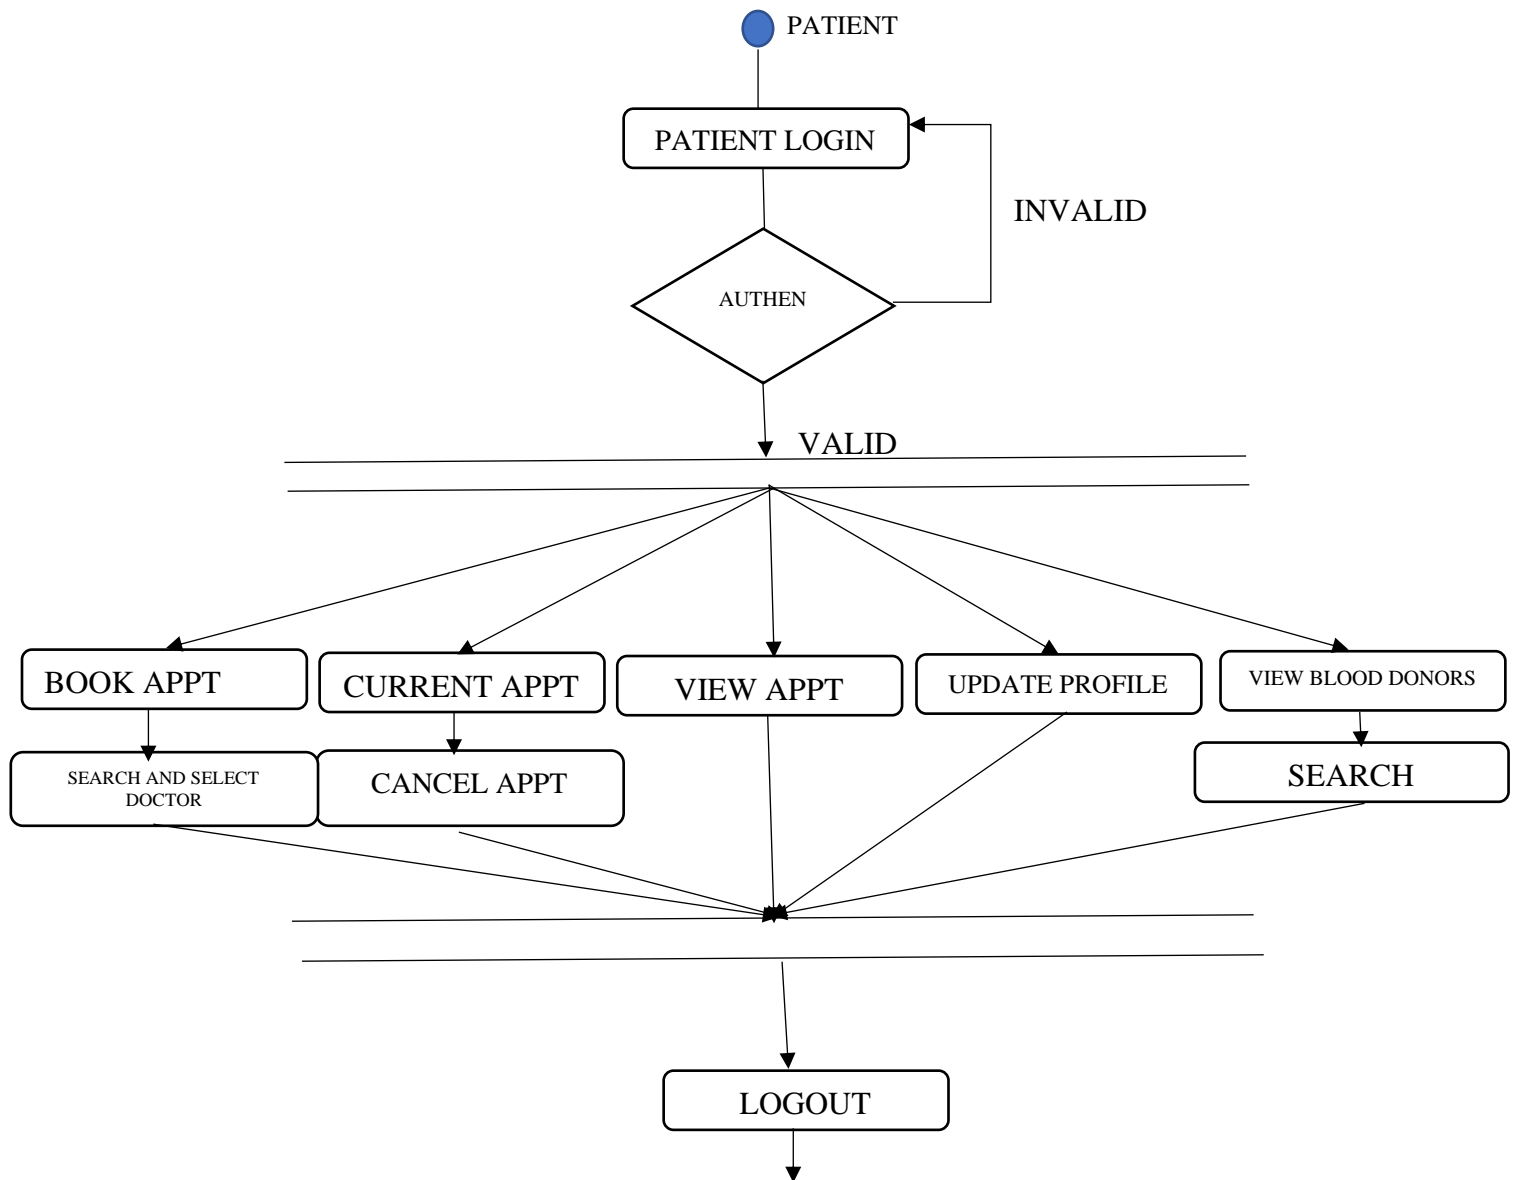 PATIENT
PATIENT LOGIN
INVALID
AUTHEN
VALID
BOOK APPT
CURRENT APPT
VIEW APPT
UPDATE PROFILE
VIEW BLOOD DONORS
SEARCH AND SELECT
DOCTOR
CANCEL APPT
SEARCH
LOGOUT